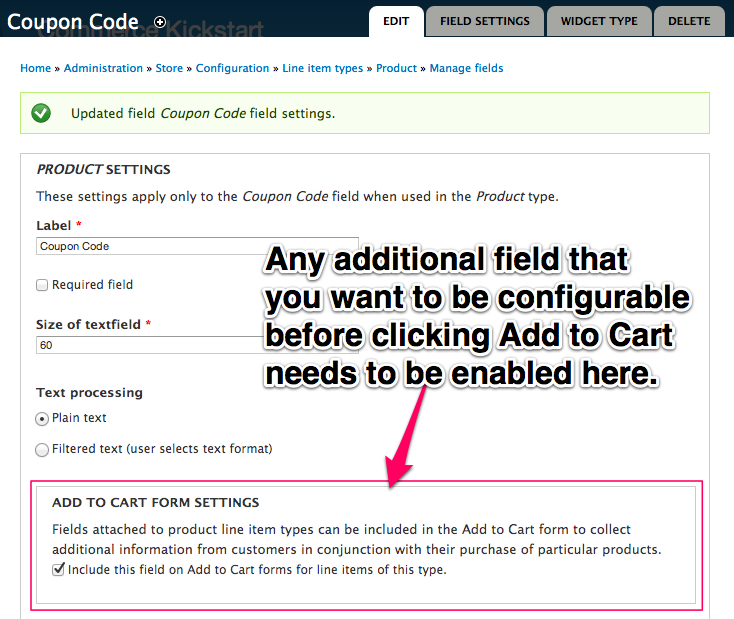 Coupon Code
Commerce Kickstart
EDIT
FIELD SETTINGS
WIDGET TYPE
DELETE
Home » Administration » Store » Configuration » Line item types » Product » Manage fields
Updated field Coupon Code field settings.
PRODUCT SETTINGS
These settings apply only to the Coupon Code field when used in the Product type.
Label *
Coupon Code
Required field
Size of textfield *
60
Any additional field that
you want to be configurable
before clicking Add to Cart
needs to be enabled here.
Text processing
Plain text
Filtered text (user selects text format)
ADD TO CART FORM SETTINGS
Fields attached to product line item types can be included in the Add to Cart form to collect
additional information from customers in conjunction with their purchase of particular products.
Include this field on Add to Cart forms for line items of this type.